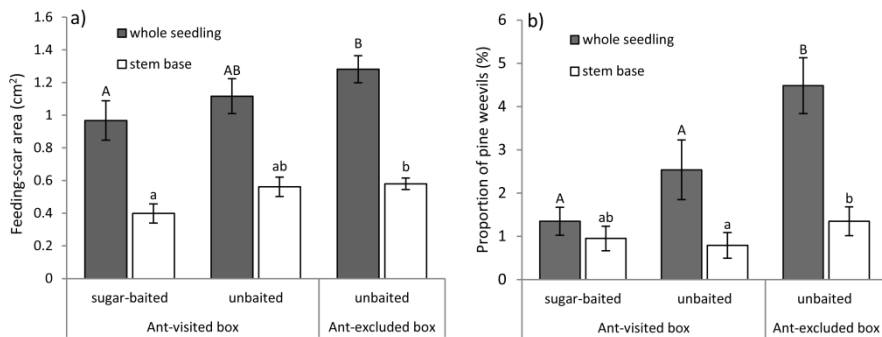 a)
Feeding-scar area (cm²)
1.6
1.4
1.2
1
0.8
0.6
0.4
0.2
0
whole seedling
stem base
A
a
AB
ab
B
b
sugar-baited unbaited unbaited
Ant-visited box Ant-excluded box
b)
Proportion of pine weevils (%)
6
5
4
3
2
1
0
whole seedling
stem base
A
ab
A
a
B
b
sugar-baited unbaited unbaited
Ant-visited box Ant-excluded box